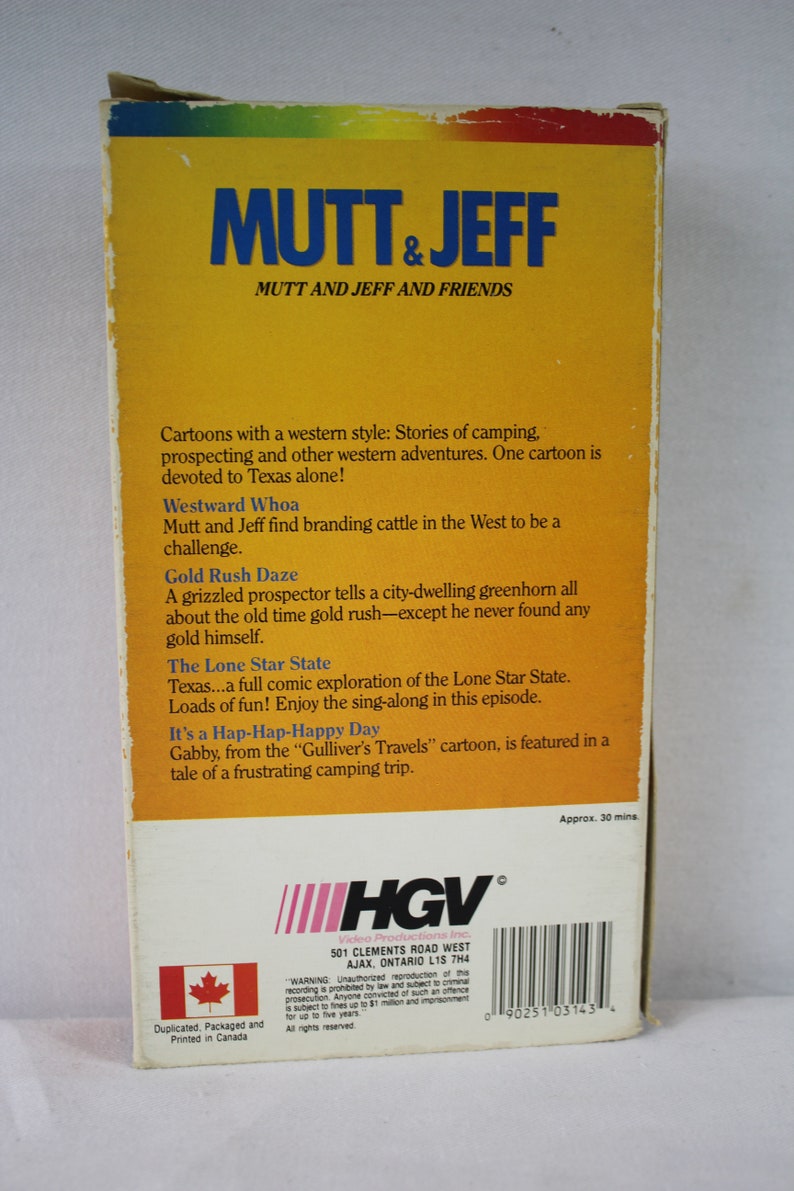 MUTT & JEFF
MUTT AND JEFF AND FRIENDS
Cartoons with a western style: Stories of camping,
prospecting and other western adventures. One cartoon is
devoted to Texas alone!
Westward Whoa
Mutt and Jeff find branding cattle in the West to be a
challenge.
Gold Rush Daze
A grizzled prospector tells a city-dwelling greenhorn all
about the old time gold rush—except he never found any
gold himself.
The Lone Star State
Texas...a full comic exploration of the Lone Star State.
Loads of fun! Enjoy the sing-along in this episode.
It's a Hap-Hap-Happy Day
Gabby, from the "Gulliver's Travels" cartoon, is featured in a
tale of a frustrating camping trip.
Approx. 30 mins.
HGV ©
Video Productions Inc.
501 CLEMENTS ROAD WEST
AJAX, ONTARIO L1S 7H4
"WARNING: Unauthorized reproduction of this
recording is prohibited by law and subject to criminal
prosecution. Anyone convicted of such an offence
is subject to fines up to $1 million and imprisonment
for up to five years."
All rights reserved.
Duplicated, Packaged and
Printed in Canada
0 90251 03143 4